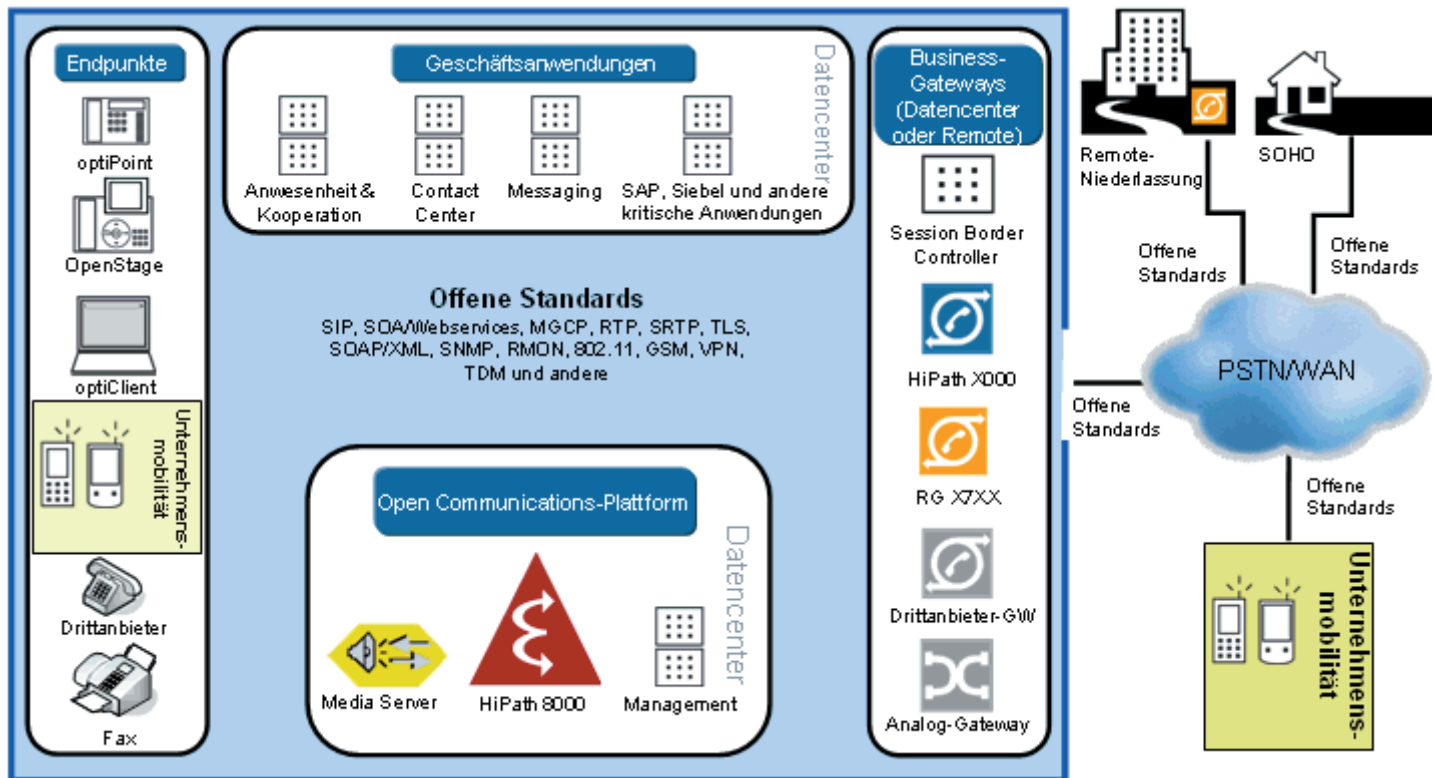 Endpunkte
optiPoint
OpenStage
optiClient
Unternehmens-
mobilität
Drittanbieter
Fax
Geschäftsanwendungen
Datencenter
Anwesenheit &
Kooperation
Contact
Center
Messaging
SAP, Siebel und andere
kritische Anwendungen
Offene Standards
SIP, SOA/Webservices, MGCP, RTP, SRTP, TLS,
SOAP/XML, SNMP, RMON, 802.11, GSM, VPN,
TDM und andere
Open Communications-Plattform
Datencenter
Media Server
HiPath 8000
Management
Business-
Gateways
(Datencenter
oder Remote)
Session Border
Controller
HiPath X000
RG X7XX
Drittanbieter-GW
Analog-Gateway
Remote-
Niederlassung
SOHO
Offene
Standards
Offene
Standards
PSTN/WAN
Offene
Standards
Offene
Standards
Unternehmens-
mobilität